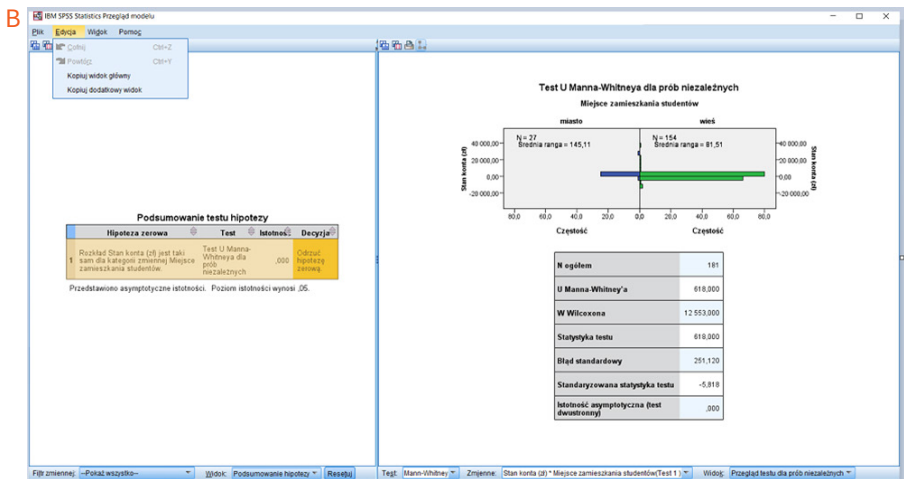 B
IBM SPSS Statistics Przegląd modelu
Plik Edycja Widok Pomoc
Cofnij Ctrl+Z
Powtórz Ctrl+Y
Kopiuj widok główny
Kopiuj dodatkowy widok
Podsumowanie testu hipotezy
Hipoteza zerowa Test Istotność Decyzja
1 Rozkład Stan konta (zł) jest taki sam dla kategorii zmiennej Miejsce zamieszkania studentów. Test U Manna-Whitneya dla prób niezależnych ,000 Odrzuć hipotezę zerową.
Przedstawiono asymptotyczne istotności. Poziom istotności wynosi ,05.
Test U Manna-Whitneya dla prób niezależnych
Miejsce zamieszkania studentów
miasto wieś
N = 27 N = 154
Średnia ranga = 145,11 Średnia ranga = 81,51
Stan konta (zł) Stan konta (zł)
40 000,00 40 000,00
20 000,00 20 000,00
0,00 0,00
-20 000,00 -20 000,00
80,0 60,0 40,0 20,0 0,0 20,0 40,0 60,0 80,0
Częstość Częstość
N ogółem 181
U Manna-Whitney'a 618,000
W Wilcoxona 12 553,000
Statystyka testu 618,000
Błąd standardowy 251,120
Standaryzowana statystyka testu -5,818
Istotność asymptotyczna (test dwustronny) ,000
Filtr zmiennej: --Pokaż wszystko-- Widok: Podsumowanie hipotezy Resetuj
Test: Mann-Whitney Zmienne: Stan konta (zł) * Miejsce zamieszkania studentów(Test 1) Widok: Przegląd testu dla prób niezależnych